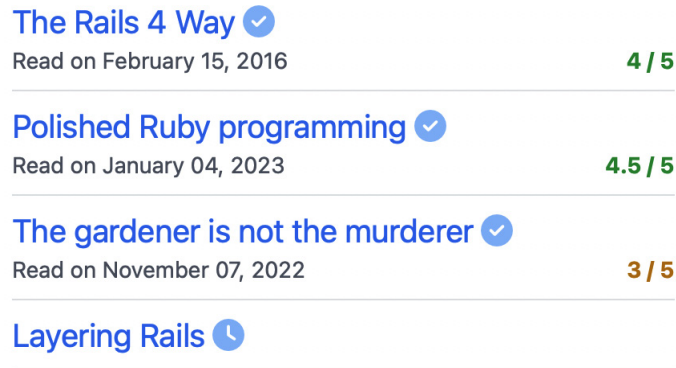 The Rails 4 Way
Read on February 15, 2016
4 / 5
Polished Ruby programming
Read on January 04, 2023
4.5 / 5
The gardener is not the murderer
Read on November 07, 2022
3 / 5
Layering Rails